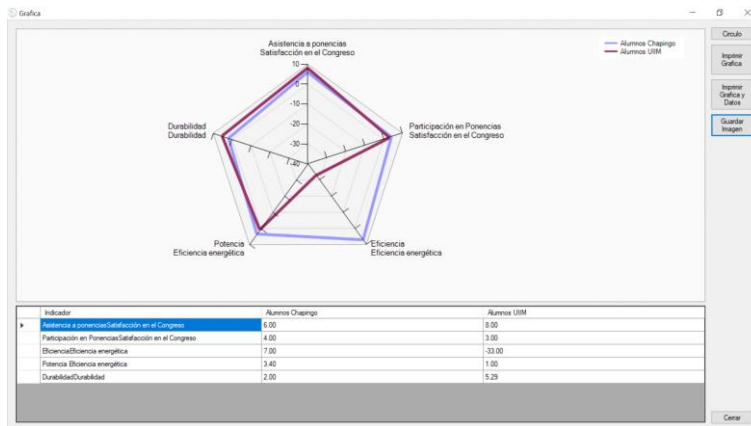 Grafica
Asistencia a ponencias
Satisfacción en el Congreso
Alumnos Chapingo
Alumnos UIIM
10
0
-10
-20
-30
-40
Durabilidad
Durabilidad
Participación en Ponencias
Satisfacción en el Congreso
Potencia
Eficiencia energética
Eficiencia
Eficiencia energética
Circulo
Imprimir
Grafica
Imprimir
Grafica y
Datos
Guardar
Imagen
Indicador Alumnos Chapingo Alumnos UIIM
Asistencia a ponenciasSatisfacción en el Congreso 6.00 8.00
Participación en PonenciasSatisfacción en el Congreso 4.00 3.00
EficienciaEficiencia energética 7.00 -33.00
Potencia Eficiencia energética 3.40 1.00
DurabilidadDurabilidad 2.00 5.29
Cerrar